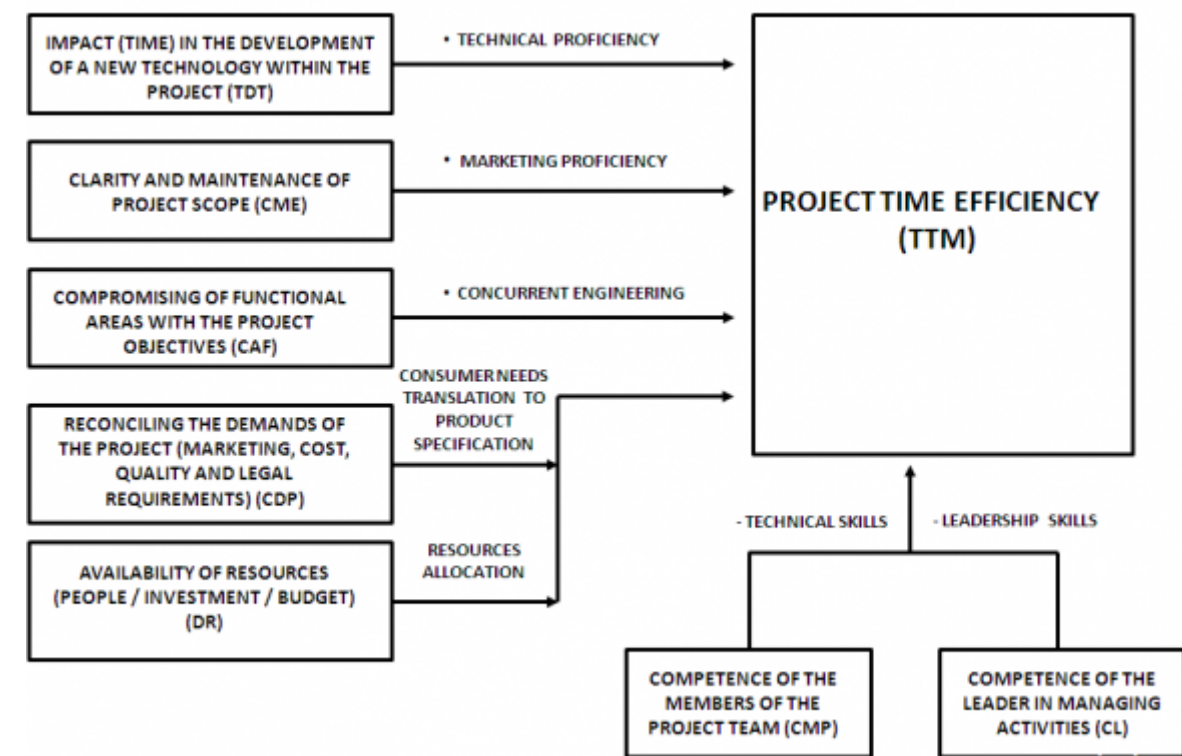 IMPACT (TIME) IN THE DEVELOPMENT
OF A NEW TECHNOLOGY WITHIN THE
PROJECT (TDT)
• TECHNICAL PROFICIENCY
CLARITY AND MAINTENANCE OF
PROJECT SCOPE (CME)
• MARKETING PROFICIENCY
PROJECT TIME EFFICIENCY
(TTM)
COMPROMISING OF FUNCTIONAL
AREAS WITH THE PROJECT
OBJECTIVES (CAF)
• CONCURRENT ENGINEERING
RECONCILING THE DEMANDS OF
THE PROJECT (MARKETING, COST,
QUALITY AND LEGAL
REQUIREMENTS) (CDP)
CONSUMER NEEDS
TRANSLATION TO
PRODUCT
SPECIFICATION
AVAILABILITY OF RESOURCES
(PEOPLE / INVESTMENT / BUDGET)
(DR)
RESOURCES
ALLOCATION
- TECHNICAL SKILLS
- LEADERSHIP SKILLS
COMPETENCE OF THE
MEMBERS OF THE
PROJECT TEAM (CMP)
COMPETENCE OF THE
LEADER IN MANAGING
ACTIVITIES (CL)